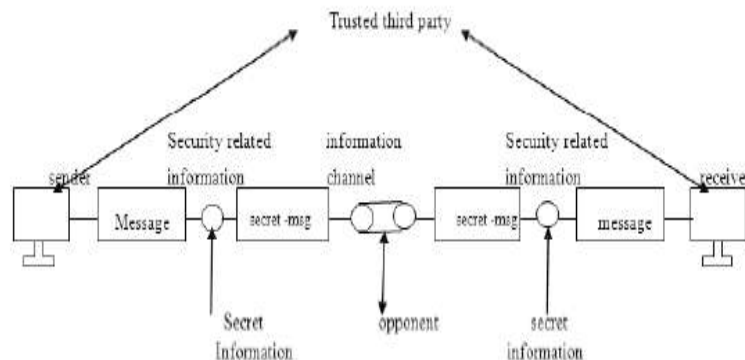 Trusted third party
Security related
information
information
channel
Security related
information
sender
receive
Message
secret -msg
secret -msg
message
Secret
Information
opponent
secret
information